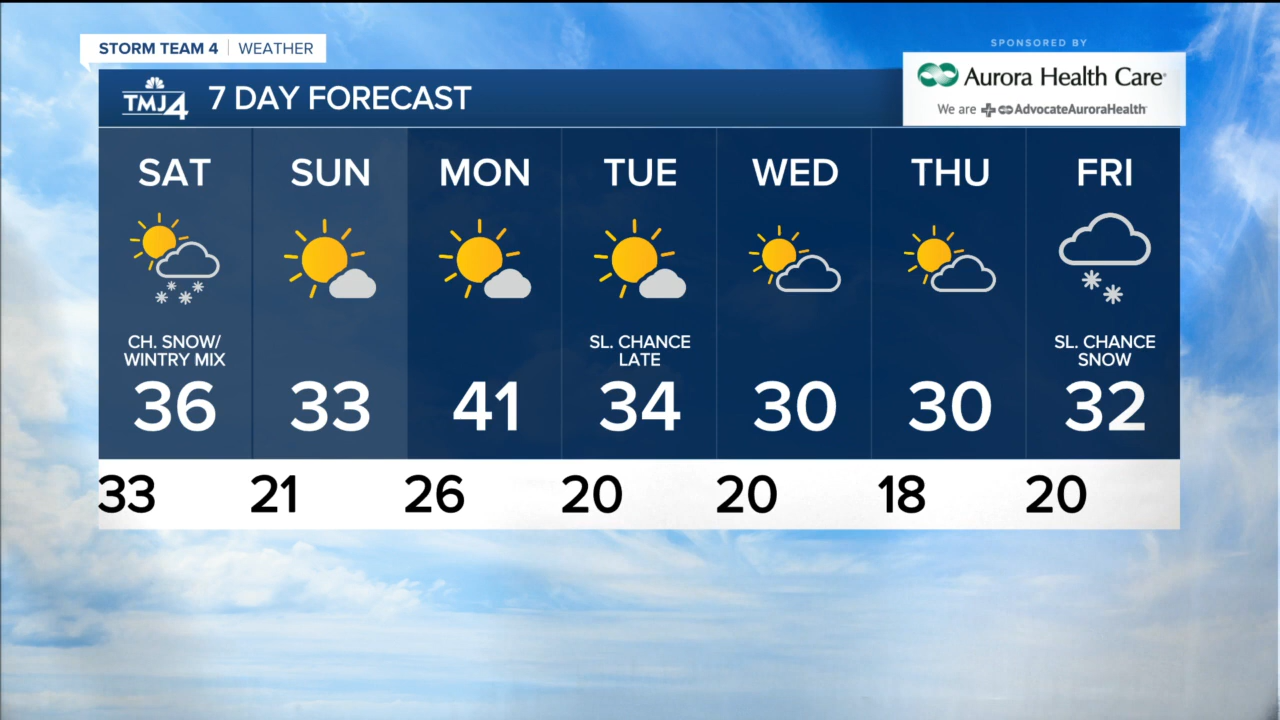 STORM TEAM 4 | WEATHER
SPONSORED BY
Aurora Health Care®
We are AdvocateAuroraHealth
TMJ4 7 DAY FORECAST
SAT SUN MON TUE WED THU FRI
CH. SNOW/
WINTRY MIX
SL. CHANCE
LATE
SL. CHANCE
SNOW
36 33 41 34 30 30 32
33 21 26 20 20 18 20